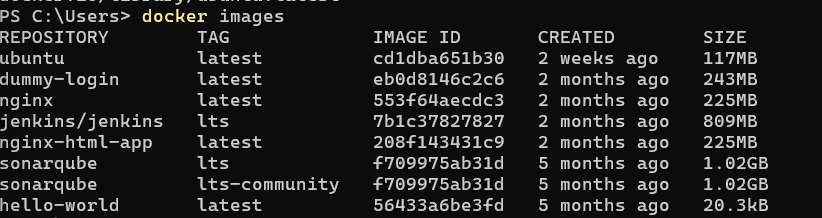 PS C:\Users> docker images
REPOSITORY TAG IMAGE ID CREATED SIZE
ubuntu latest cd1dba651b30 2 weeks ago 117MB
dummy-login latest eb0d8146c2c6 2 months ago 243MB
nginx latest 553f64aecdc3 2 months ago 225MB
jenkins/jenkins lts 7b1c37827827 2 months ago 809MB
nginx-html-app latest 208f143431c9 2 months ago 225MB
sonarqube lts f709975ab31d 5 months ago 1.02GB
sonarqube lts-community f709975ab31d 5 months ago 1.02GB
hello-world latest 56433a6be3fd 5 months ago 20.3kB